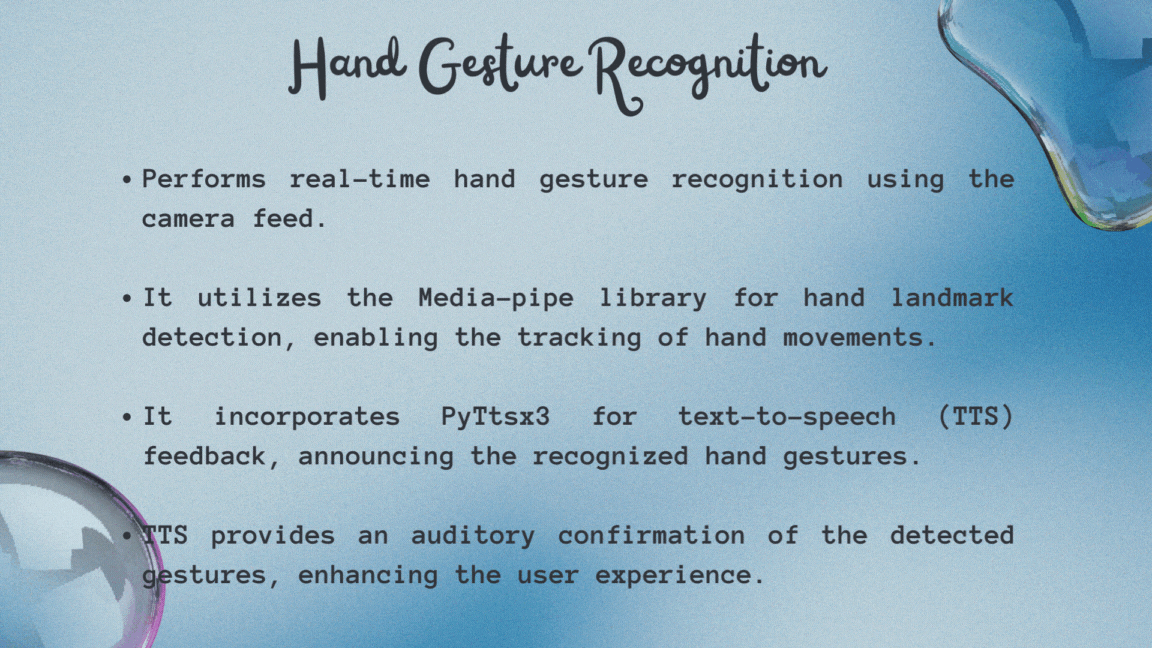 Hand Gesture Recognition
• Performs real-time hand gesture recognition using the
camera feed.
• It utilizes the Media-pipe library for hand landmark
detection, enabling the tracking of hand movements.
• It incorporates PyTtsx3 for text-to-speech (TTS)
feedback, announcing the recognized hand gestures.
• TTS provides an auditory confirmation of the detected
gestures, enhancing the user experience.